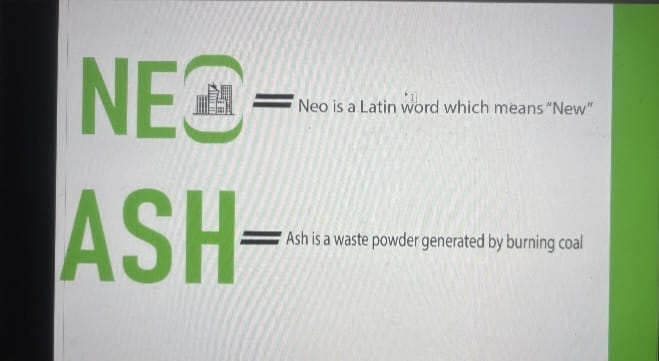 NEO = Neo is a Latin word which means "New"
ASH = Ash is a waste powder generated by burning coal